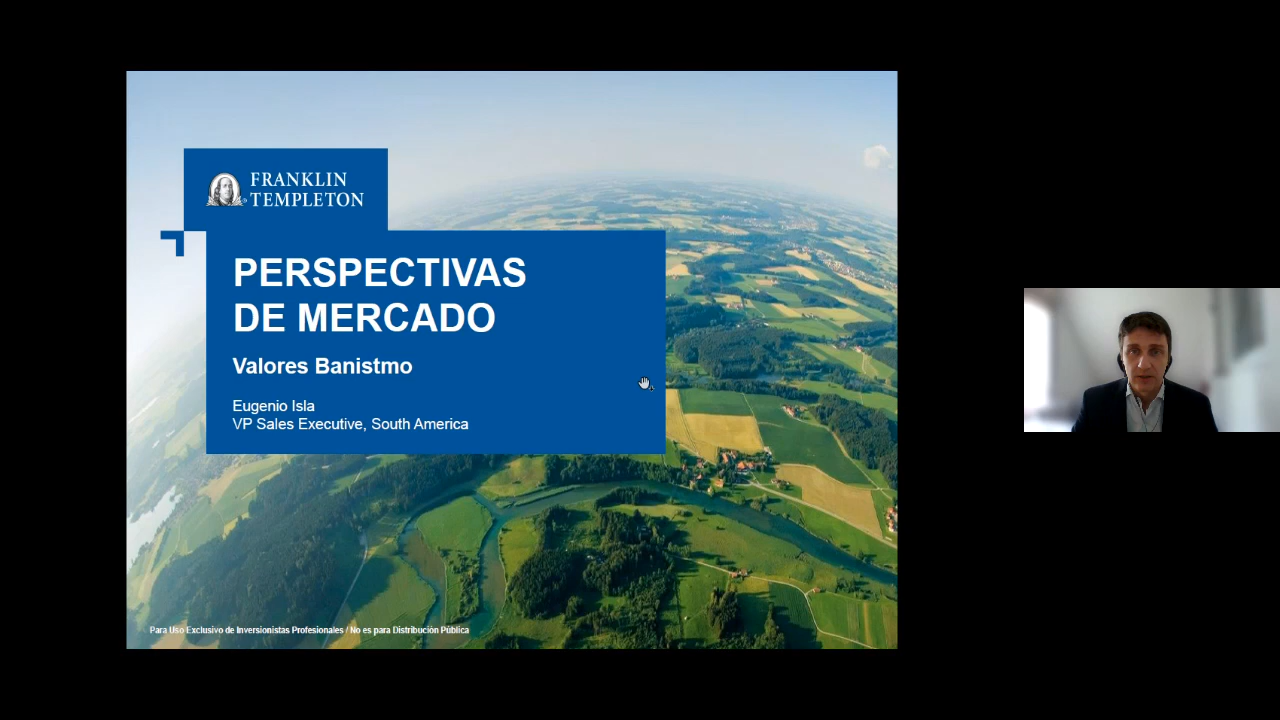 FRANKLIN
TEMPLETON
PERSPECTIVAS
DE MERCADO
Valores Banistmo
Eugenio Isla
VP Sales Executive, South America
Para Uso Exclusivo de Inversionistas Profesionales / No es para Distribución Pública